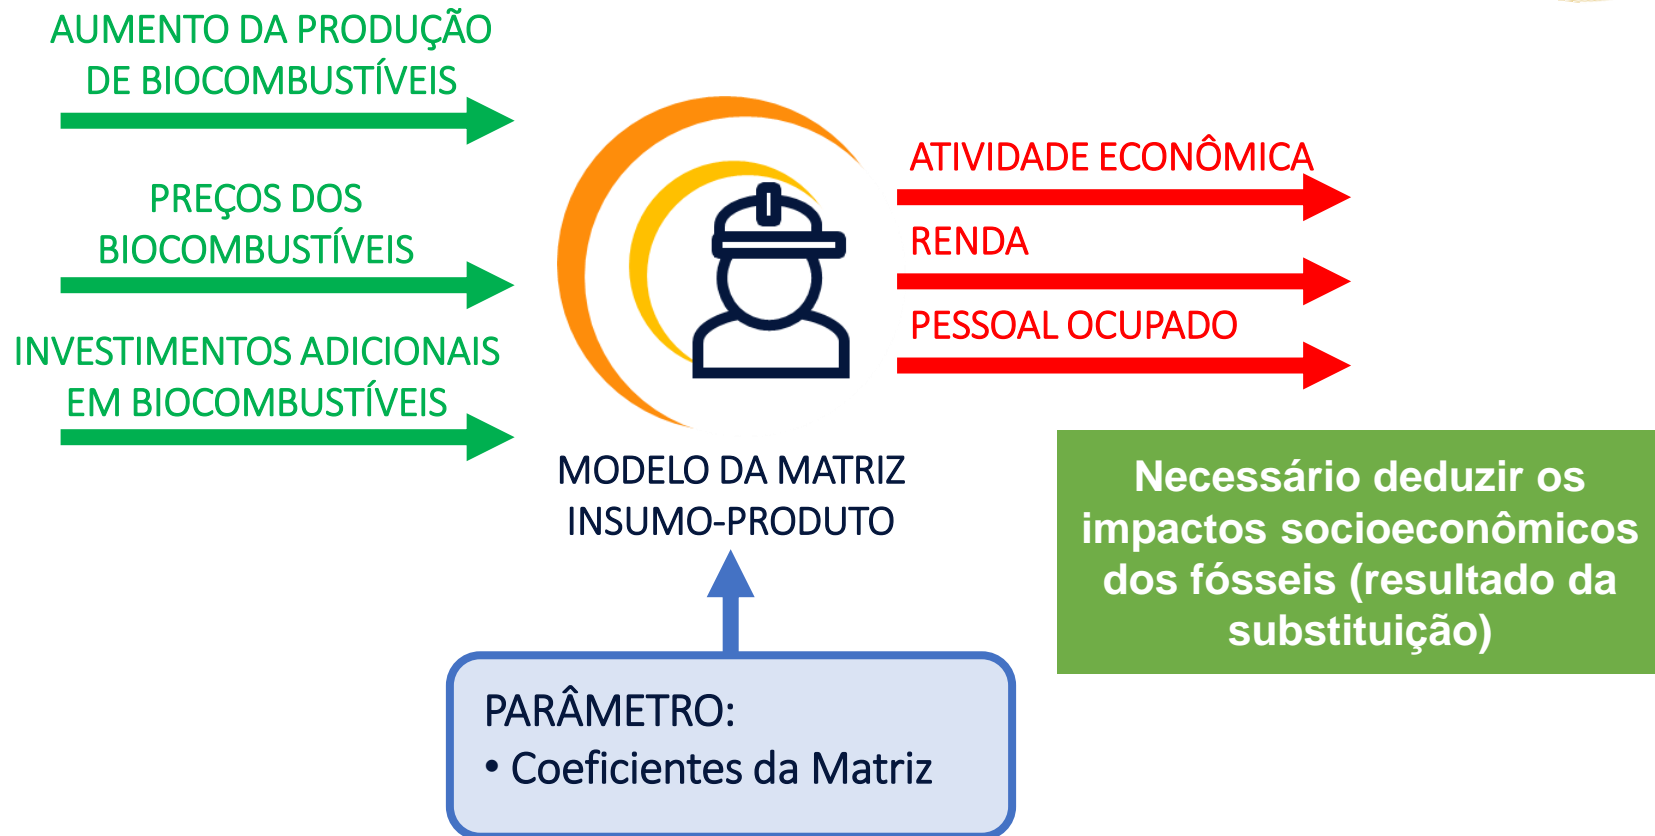 AUMENTO DA PRODUÇÃO
DE BIOCOMBUSTÍVEIS
PREÇOS DOS
BIOCOMBUSTÍVEIS
INVESTIMENTOS ADICIONAIS
EM BIOCOMBUSTÍVEIS
MODELO DA MATRIZ
INSUMO-PRODUTO
PARÂMETRO:
• Coeficientes da Matriz
ATIVIDADE ECONÔMICA
RENDA
PESSOAL OCUPADO
Necessário deduzir os
impactos socioeconômicos
dos fósseis (resultado da
substituição)